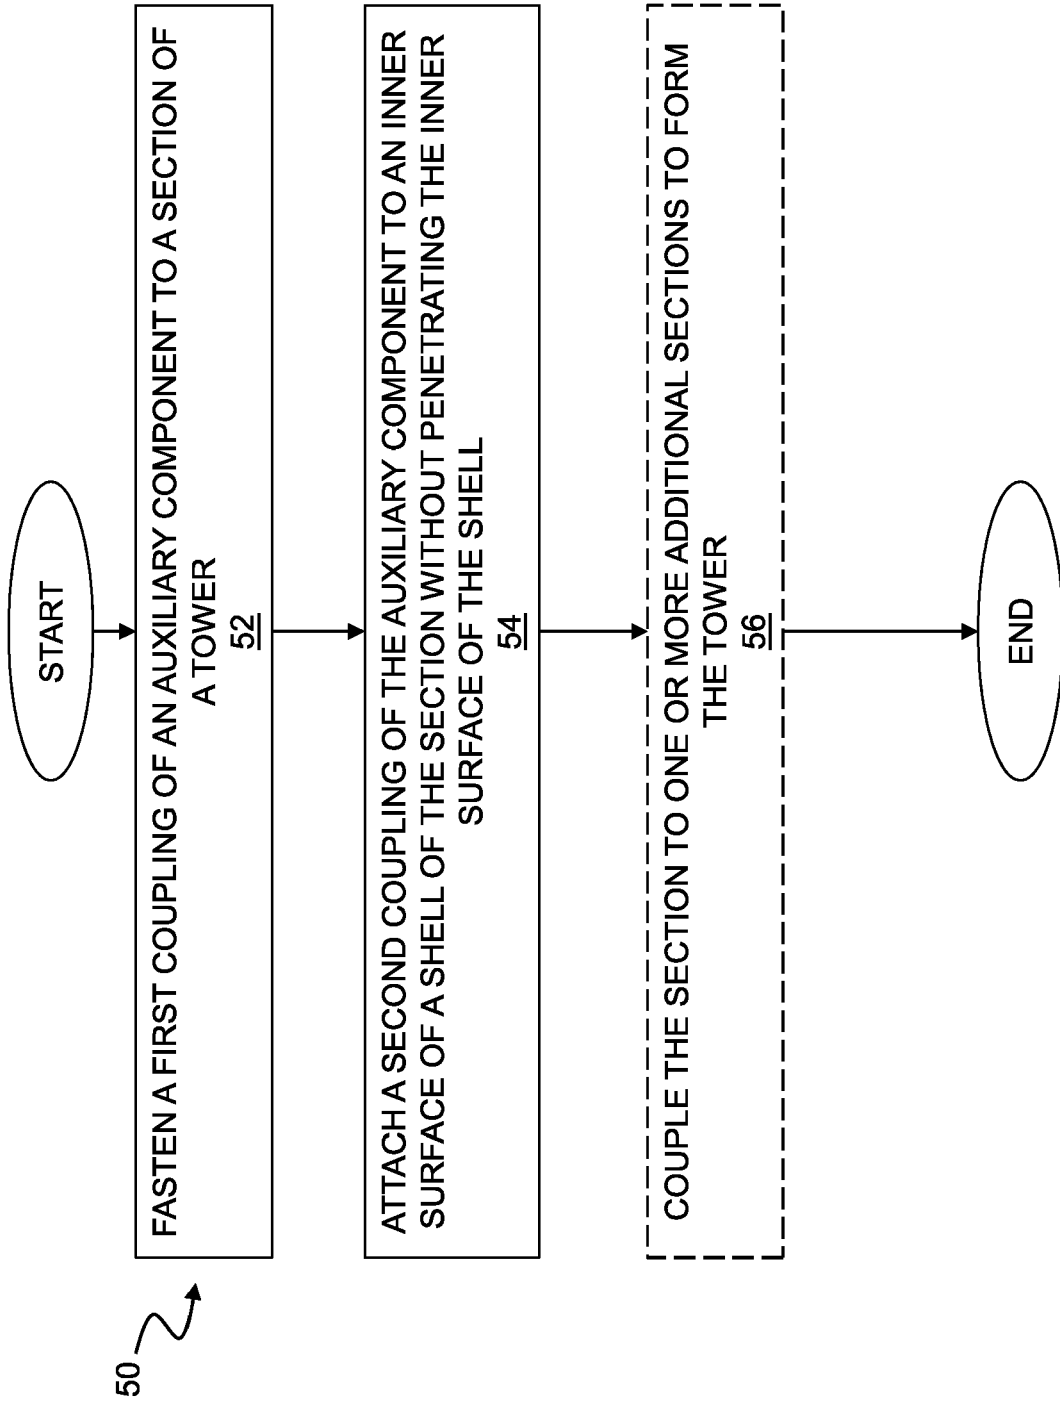 50
START
FASTEN A FIRST COUPLING OF AN AUXILIARY COMPONENT TO A SECTION OF
A TOWER
52
ATTACH A SECOND COUPLING OF THE AUXILIARY COMPONENT TO AN INNER
SURFACE OF A SHELL OF THE SECTION WITHOUT PENETRATING THE INNER
SURFACE OF THE SHELL
54
COUPLE THE SECTION TO ONE OR MORE ADDITIONAL SECTIONS TO FORM
THE TOWER
56
END